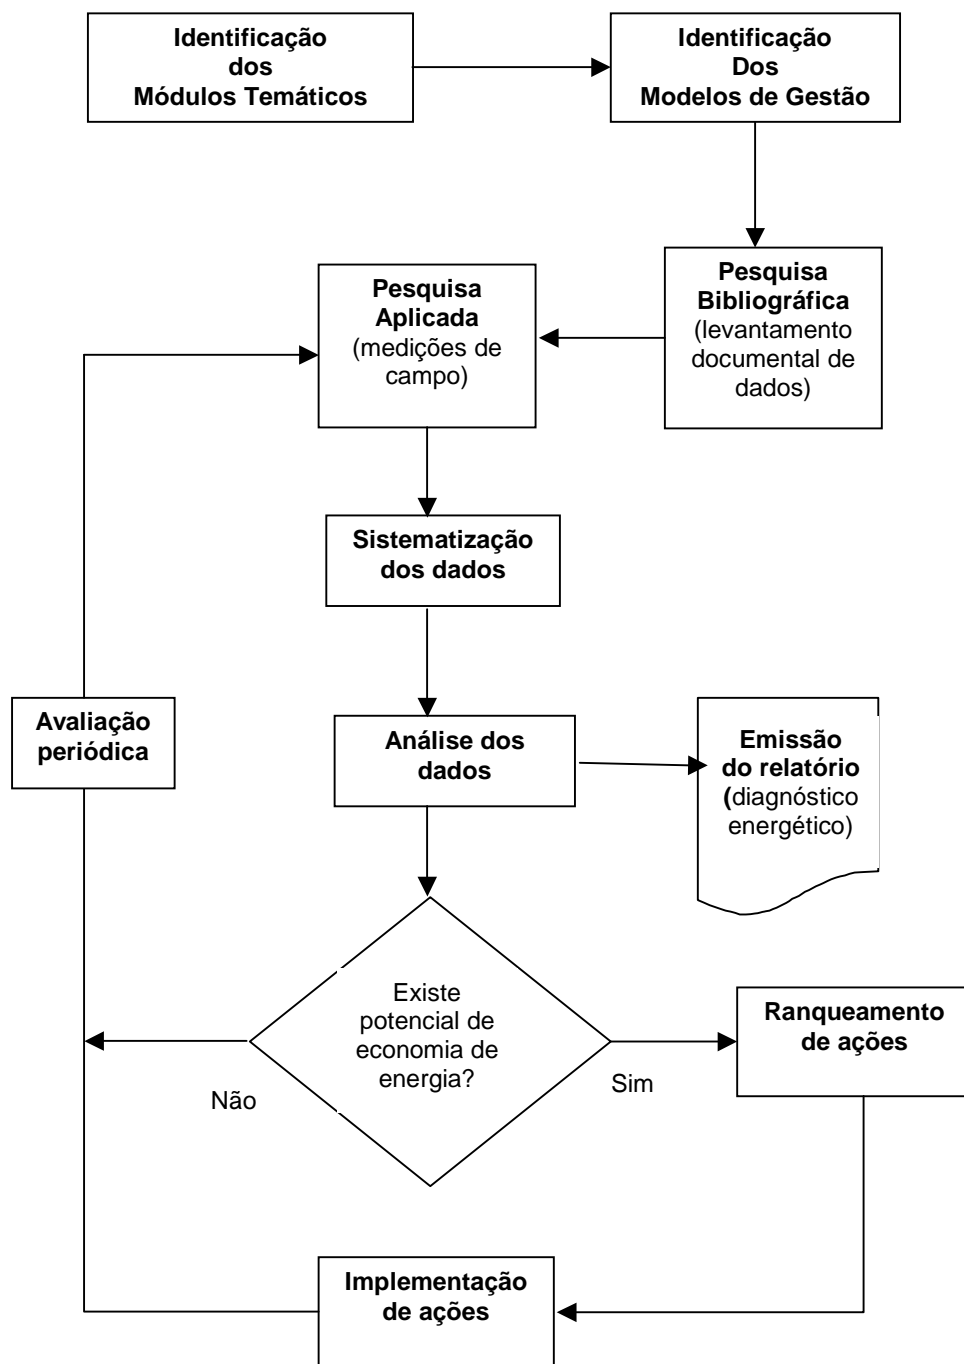 Identificação
dos
Módulos Temáticos
Identificação
Dos
Modelos de Gestão
Pesquisa
Bibliográfica
(levantamento
documental de
dados)
Pesquisa
Aplicada
(medições de
campo)
Sistematização
dos dados
Avaliação
periódica
Análise dos
dados
Emissão
do relatório
(diagnóstico
energético)
Existe
potencial de
economia de
energia?
Não
Sim
Ranqueamento
de ações
Implementação
de ações